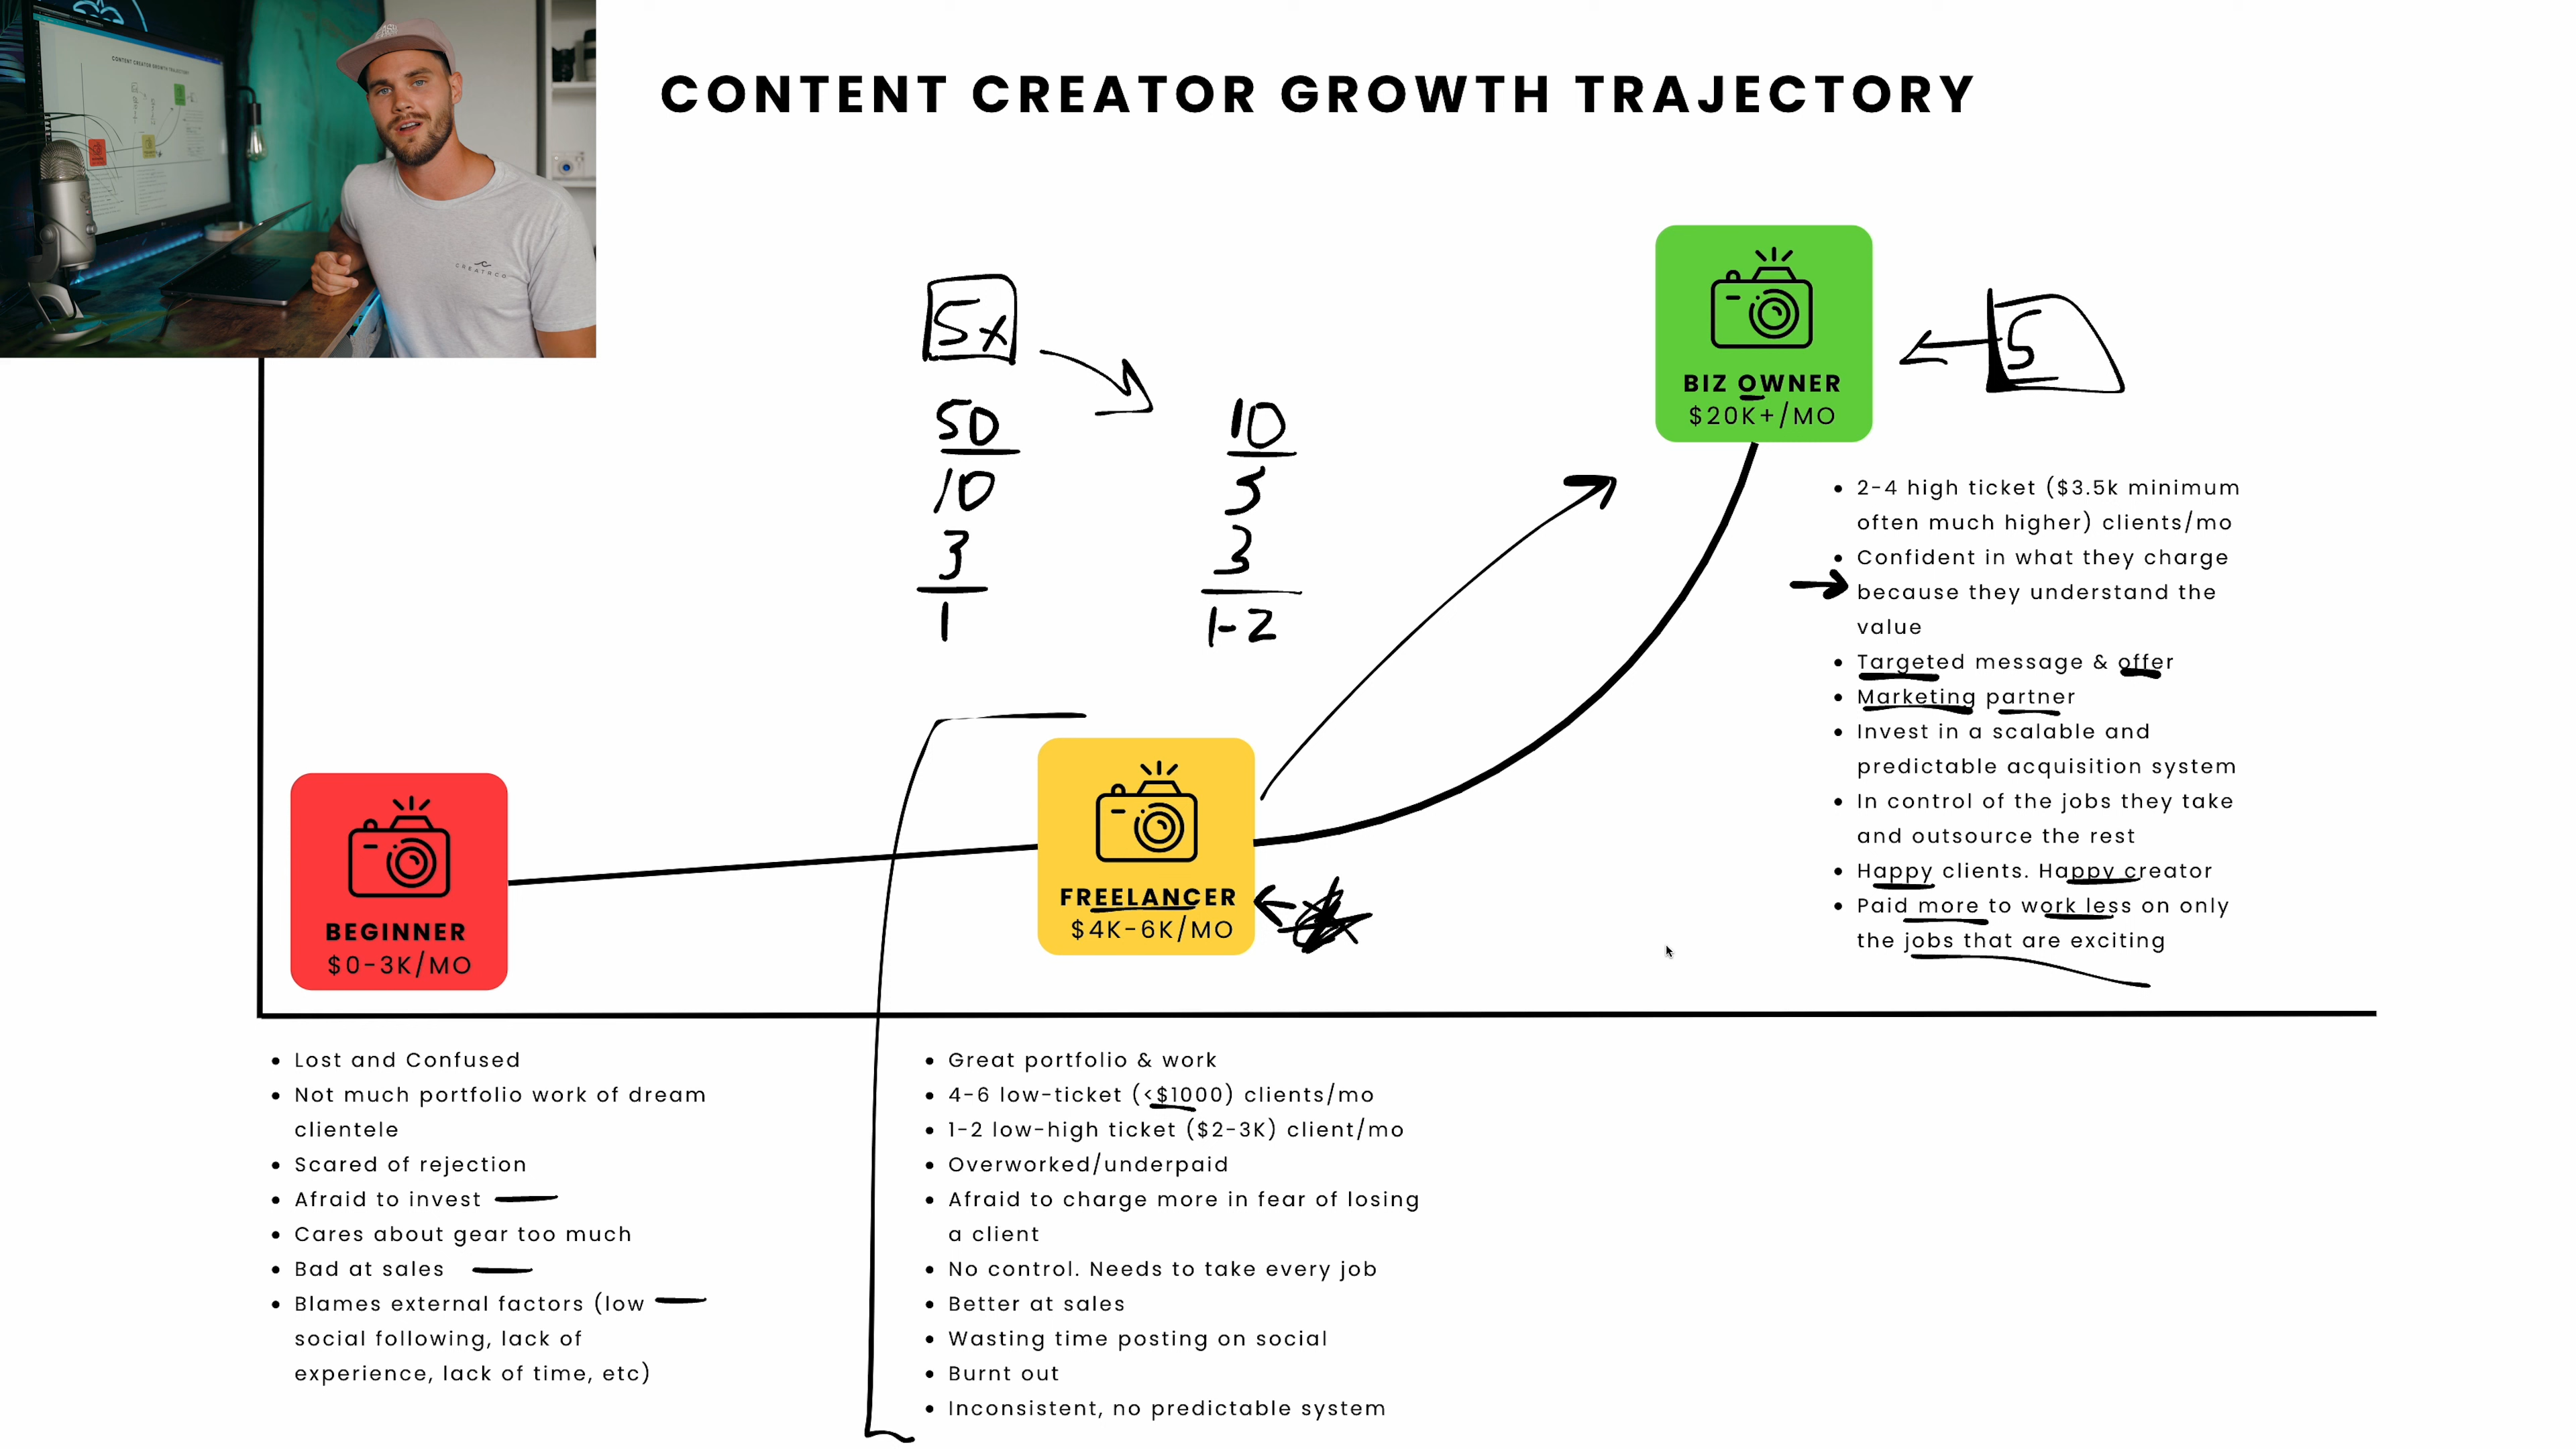 CONTENT CREATOR GROWTH TRAJECTORY
CONTENT CREATOR GROWTH TRAJECTORY
CREATRCO
5x
50
10
3
1
10
5
3
1-2
BIZ OWNER
$20K+/MO
5
• 2-4 high ticket ($3.5k minimum
often much higher) clients/mo
• Confident in what they charge
because they understand the
value
• Targeted message & offer
• Marketing partner
• Invest in a scalable and
predictable acquisition system
• In control of the jobs they take
and outsource the rest
• Happy clients. Happy creator
• Paid more to work less on only
the jobs that are exciting
FREELANCER
$4K-6K/MO
BEGINNER
$0-3K/MO
• Lost and Confused
• Not much portfolio work of dream
clientele
• Scared of rejection
• Afraid to invest
• Cares about gear too much
• Bad at sales
• Blames external factors (low
social following, lack of
experience, lack of time, etc)
• Great portfolio & work
• 4-6 low-ticket (<$1000) clients/mo
• 1-2 low-high ticket ($2-3K) client/mo
• Overworked/underpaid
• Afraid to charge more in fear of losing
a client
• No control. Needs to take every job
• Better at sales
• Wasting time posting on social
• Burnt out
• Inconsistent, no predictable system